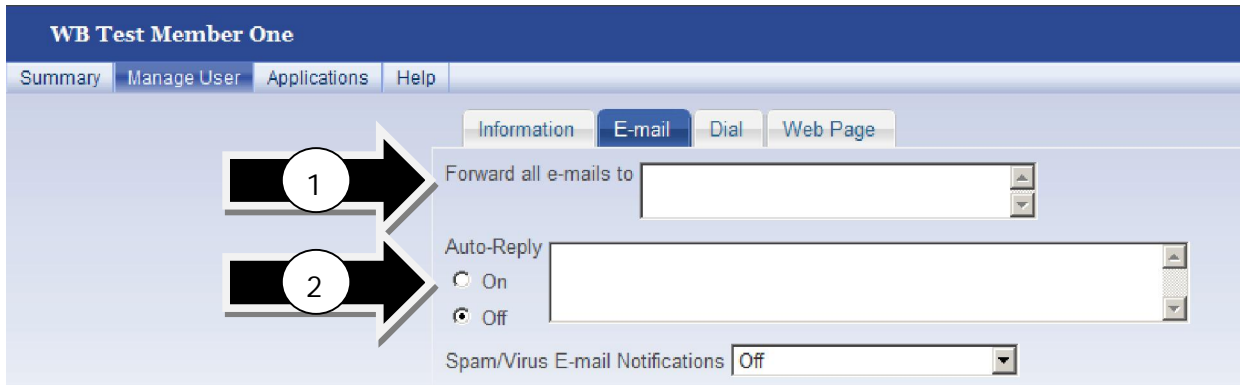 WB Test Member One
Summary Manage User Applications Help
Information E-mail Dial Web Page
1
Forward all e-mails to
Auto-Reply
2
On
Off
Spam/Virus E-mail Notifications Off